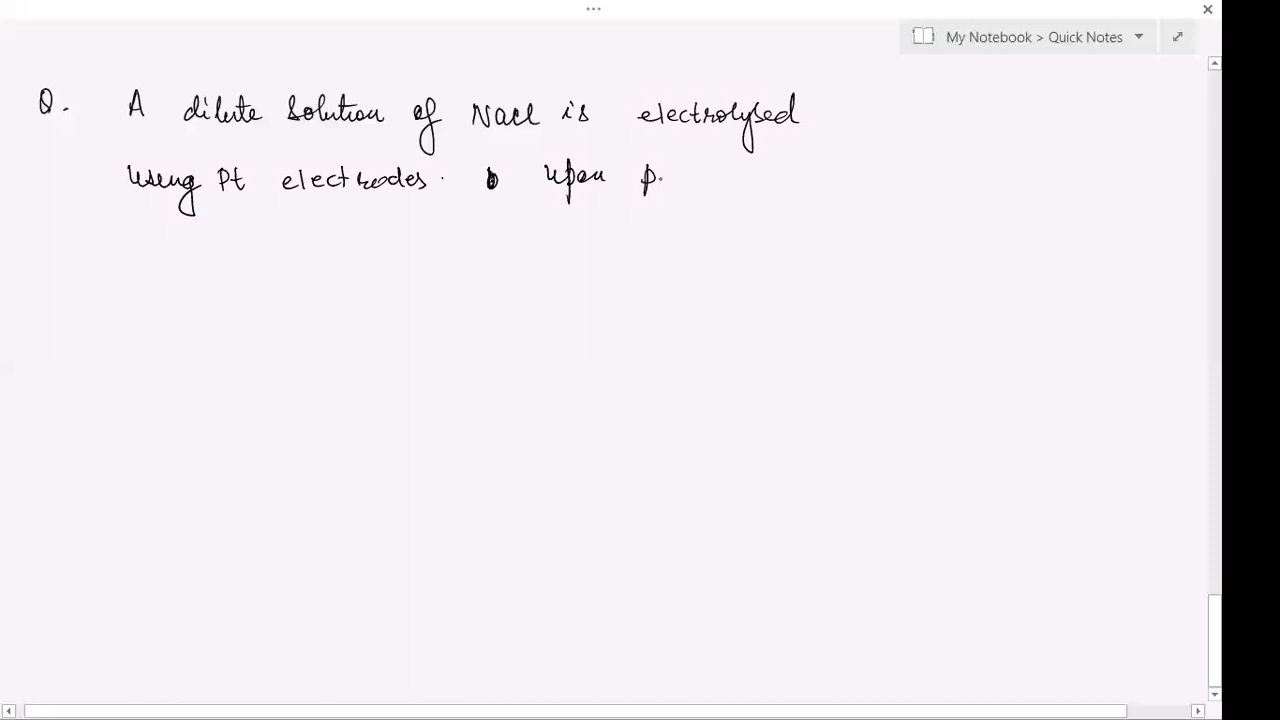 ...
My Notebook > Quick Notes
Q. A dilute solution of NaCl is electrolysed
using Pt electrodes. upon p.